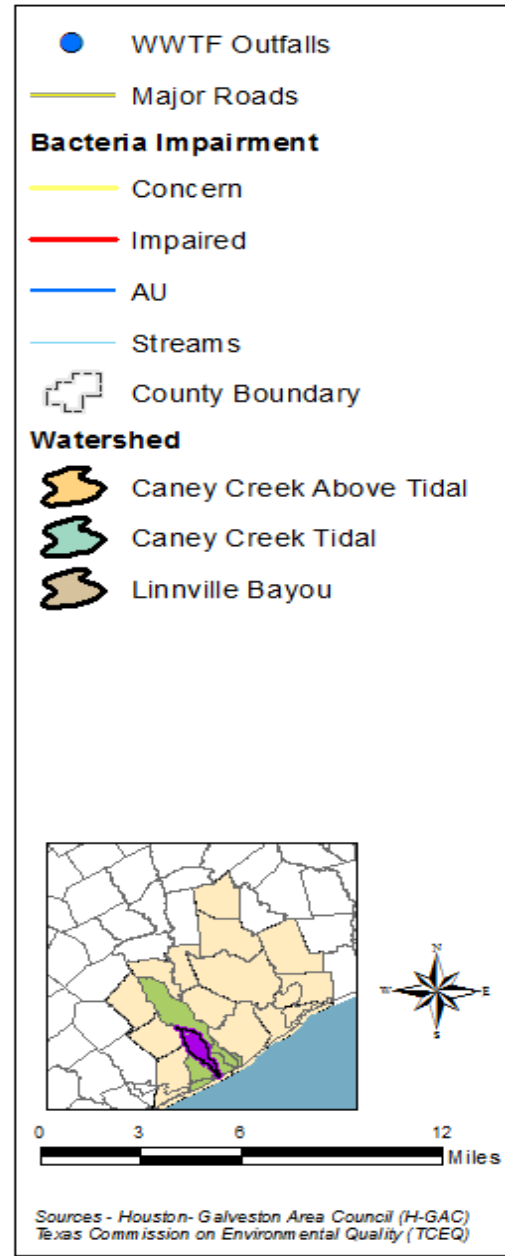 WWTF Outfalls
Major Roads
Bacteria Impairment
Concern
Impaired
AU
Streams
County Boundary
Watershed
Caney Creek Above Tidal
Caney Creek Tidal
Linnville Bayou
N
W E
S
0 3 6 12
Miles
Sources - Houston- Galveston Area Council (H-GAC)
Texas Commission on Environmental Quality (TCEQ)